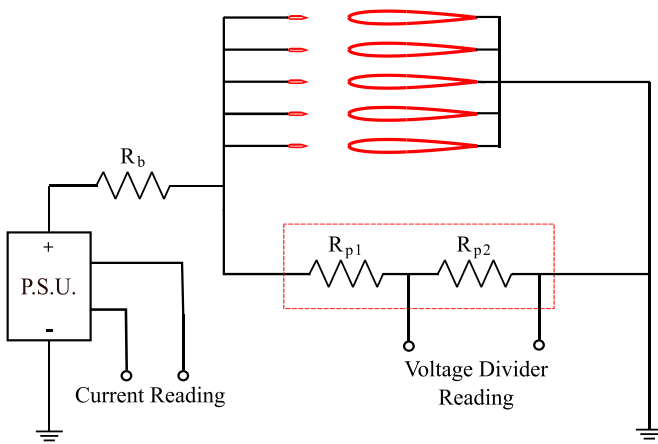 R_b
R_p1
R_p2
+
P.S.U.
-
Current Reading
Voltage Divider
Reading